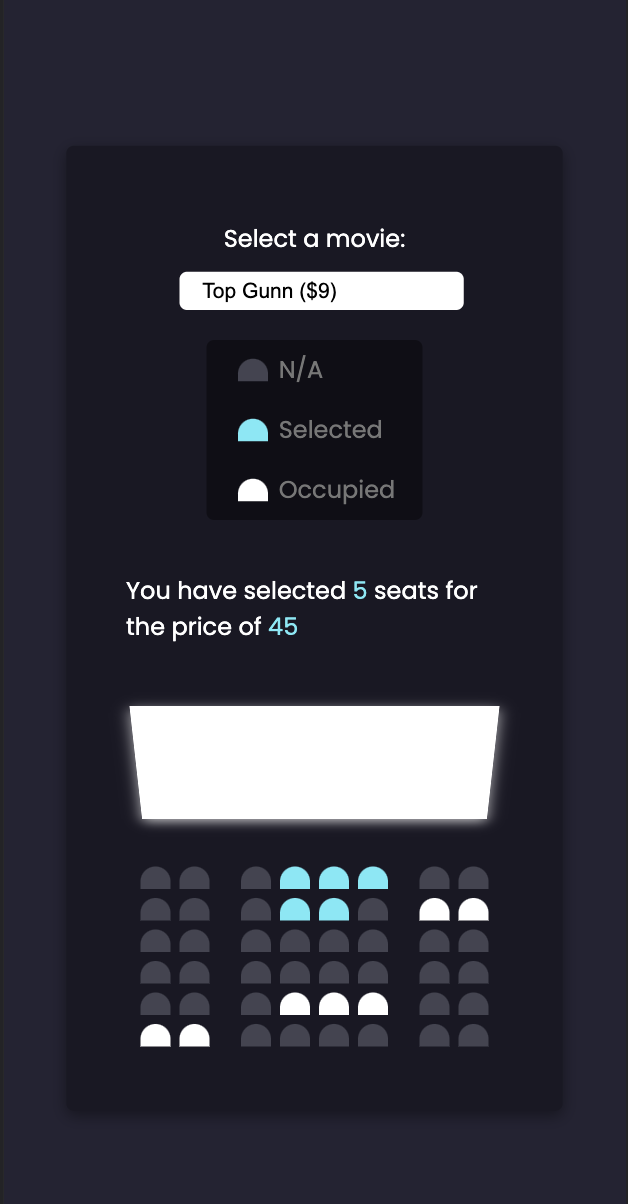 Select a movie:
Top Gunn ($9)
N/A
Selected
Occupied
You have selected 5 seats for
the price of 45